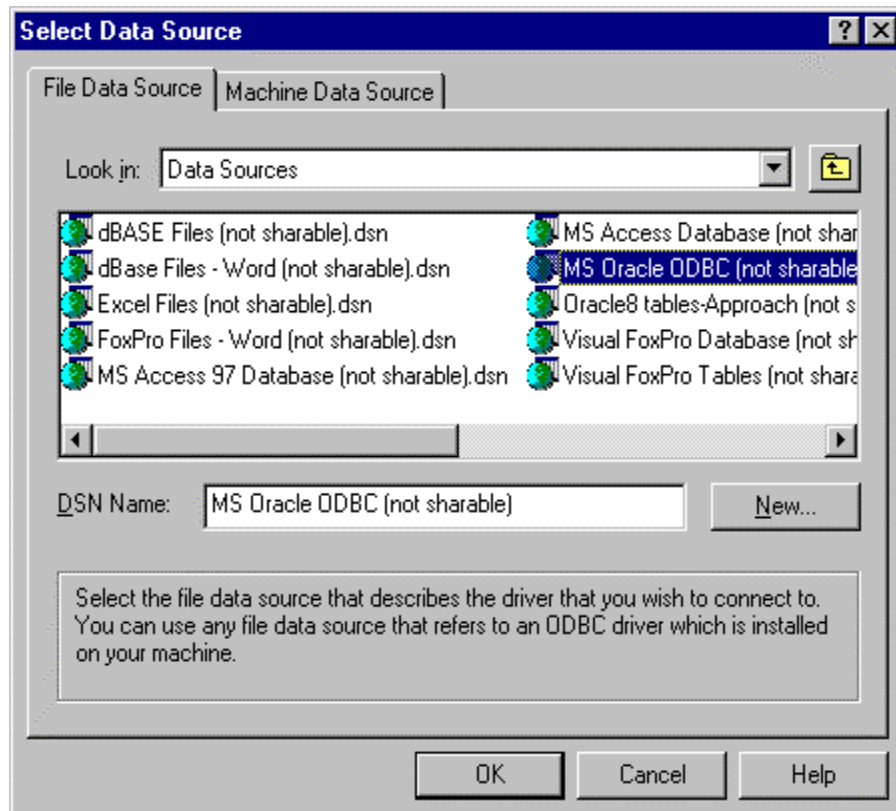 Select Data Source
File Data Source
Machine Data Source
Look in: Data Sources
dBASE Files (not sharable).dsn
dBase Files - Word (not sharable).dsn
Excel Files (not sharable).dsn
FoxPro Files - Word (not sharable).dsn
MS Access 97 Database (not sharable).dsn
MS Access Database (not shar
MS Oracle ODBC (not sharable
Oracle8 tables-Approach (not s
Visual FoxPro Database (not sh
Visual FoxPro Tables (not shara
DSN Name: MS Oracle ODBC (not sharable)
New...
Select the file data source that describes the driver that you wish to connect to.
You can use any file data source that refers to an ODBC driver which is installed
on your machine.
OK
Cancel
Help